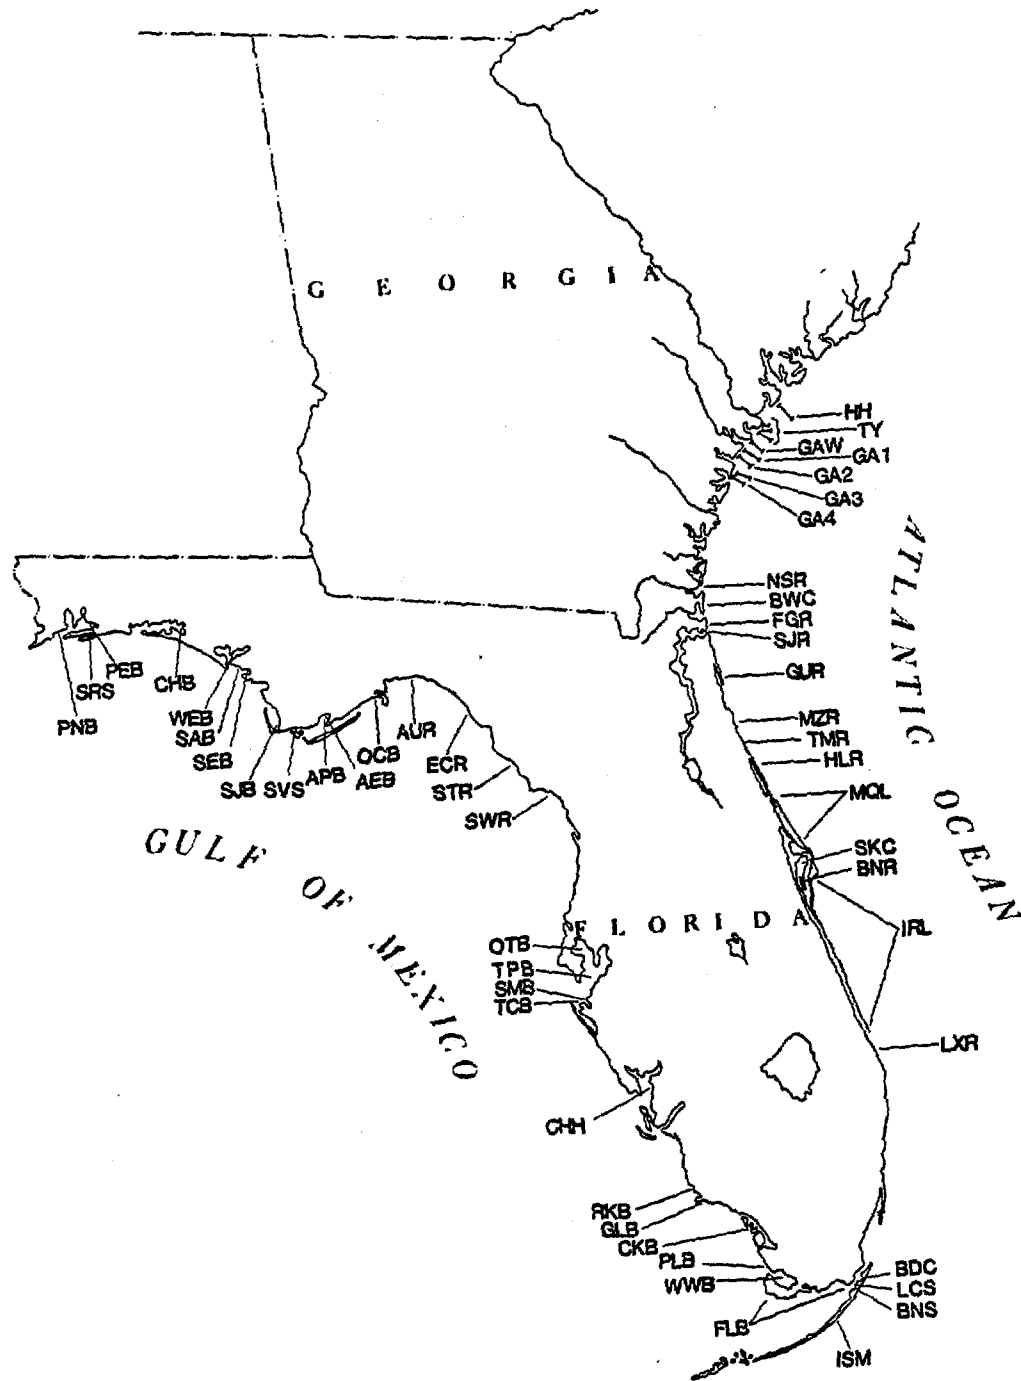 GEORGIA
HH
TY
GAW
GA1
GA2
GA3
GA4
NSR
BWC
FGR
SJR
GUR
MZR
TMR
HLR
MQL
SKC
BNR
IRL
LXR
ATLANTIC OCEAN
PNB
SRS
PEB
CHB
WEB
SAB
SEB
SJB
SVS
APB
AEB
OCB
AUR
ECR
STR
SWR
GULF OF MEXICO
FLORIDA
OTB
TPB
SMB
TCB
CHH
RKB
GLB
CKB
PLB
WWB
FLB
BDC
LCS
BNS
ISM